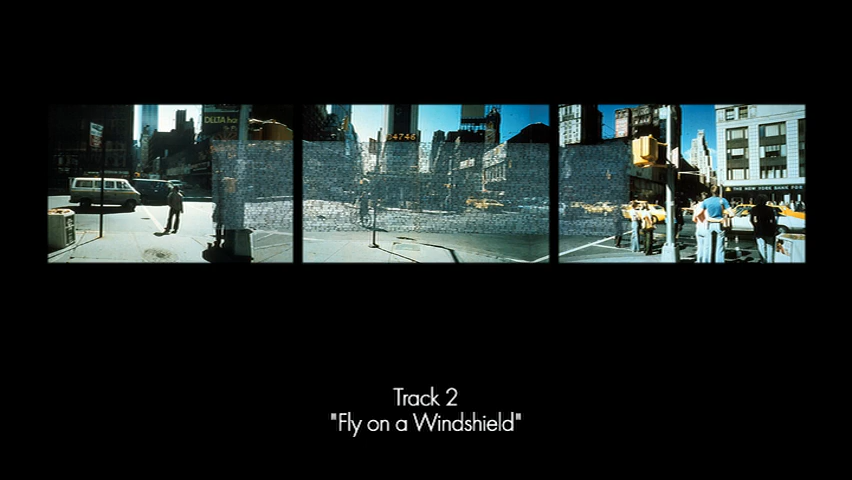 DELTA
4746
THE NEW YORK BANK FOR
Track 2
"Fly on a Windshield"